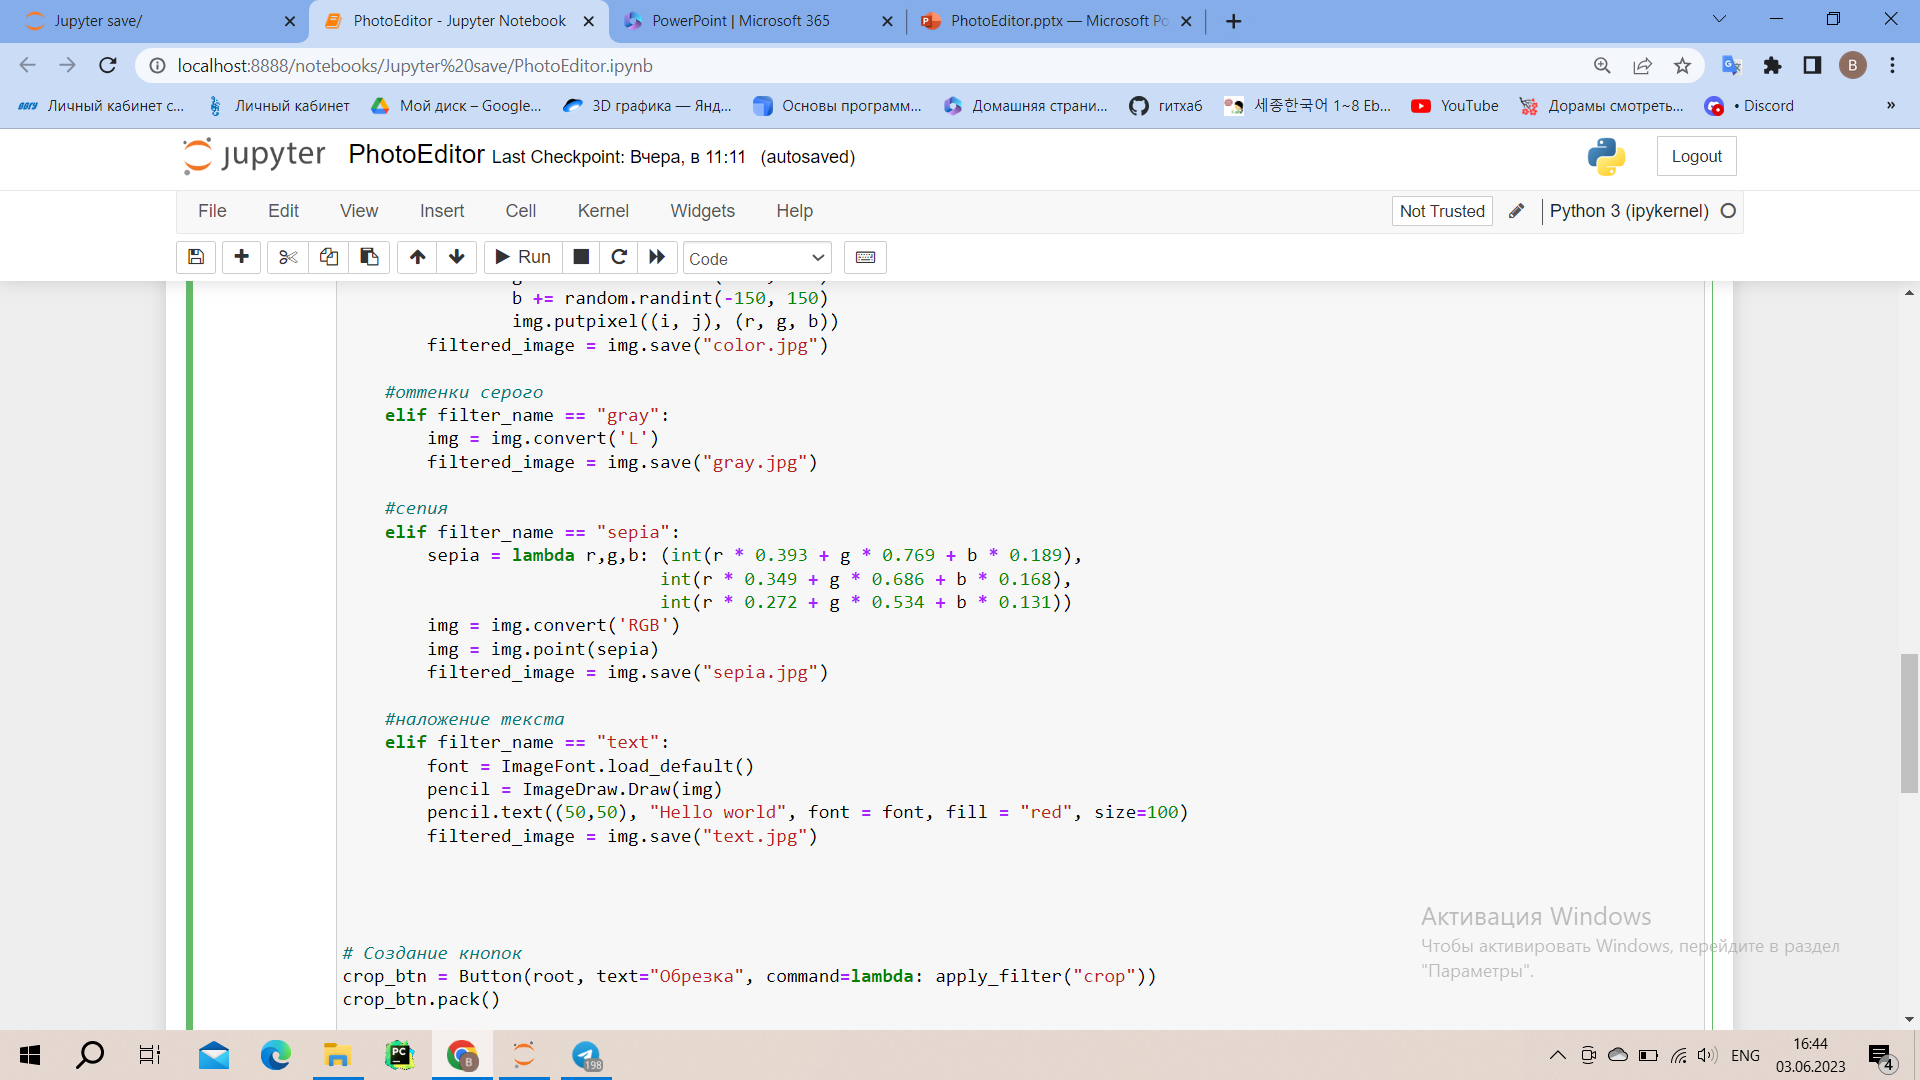 Jupyter save/
PhotoEditor - Jupyter Notebook
PowerPoint | Microsoft 365
PhotoEditor.pptx — Microsoft Po
localhost:8888/notebooks/Jupyter%20save/PhotoEditor.ipynb
B
Личный кабинет с...
Личный кабинет
Мой диск – Google...
3D графика — Янд...
Основы программ...
Домашняя страни...
гитхаб
세종한국어 1~8 Eb...
YouTube
Дорамы смотреть...
• Discord
»
jupyter
PhotoEditor Last Checkpoint: Вчера, в 11:11 (autosaved)
Logout
File Edit View Insert Cell Kernel Widgets Help
Not Trusted
Python 3 (ipykernel)
Run
Code
b += random.randint(-150, 150)
img.putpixel((i, j), (r, g, b))
filtered_image = img.save("color.jpg")
#оттенки серого
elif filter_name == "gray":
img = img.convert('L')
filtered_image = img.save("gray.jpg")
#сепия
elif filter_name == "sepia":
sepia = lambda r,g,b: (int(r * 0.393 + g * 0.769 + b * 0.189),
int(r * 0.349 + g * 0.686 + b * 0.168),
int(r * 0.272 + g * 0.534 + b * 0.131))
img = img.convert('RGB')
img = img.point(sepia)
filtered_image = img.save("sepia.jpg")
#наложение текста
elif filter_name == "text":
font = ImageFont.load_default()
pencil = ImageDraw.Draw(img)
pencil.text((50,50), "Hello world", font = font, fill = "red", size=100)
filtered_image = img.save("text.jpg")
# Создание кнопок
crop_btn = Button(root, text="Обрезка", command=lambda: apply_filter("crop"))
crop_btn.pack()
Активация Windows
Чтобы активировать Windows, перейдите в раздел
"Параметры".
PC
B
198
ENG
16:44
03.06.2023
4